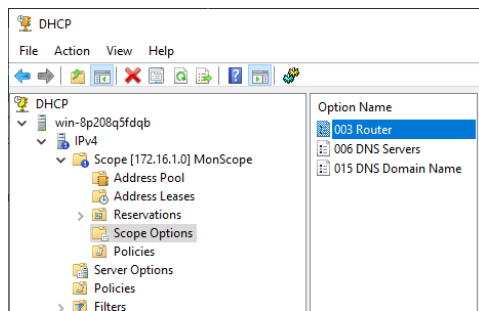 DHCP
File Action View Help
DHCP
win-8p208q5fdqb
IPv4
Scope [172.16.1.0] MonScope
Address Pool
Address Leases
Reservations
Scope Options
Policies
Server Options
Policies
Filters
Option Name
003 Router
006 DNS Servers
015 DNS Domain Name